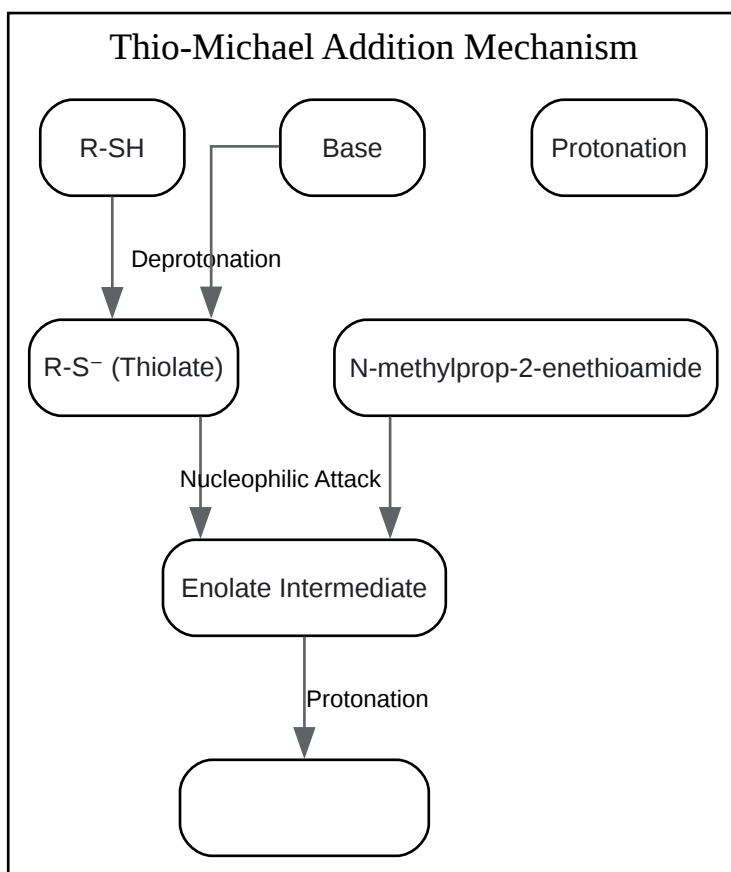 Thio-Michael Addition Mechanism
R-SH
Base
Protonation
Deprotonation
R-S⁻ (Thiolate)
N-methylprop-2-enethioamide
Nucleophilic Attack
Enolate Intermediate
Protonation